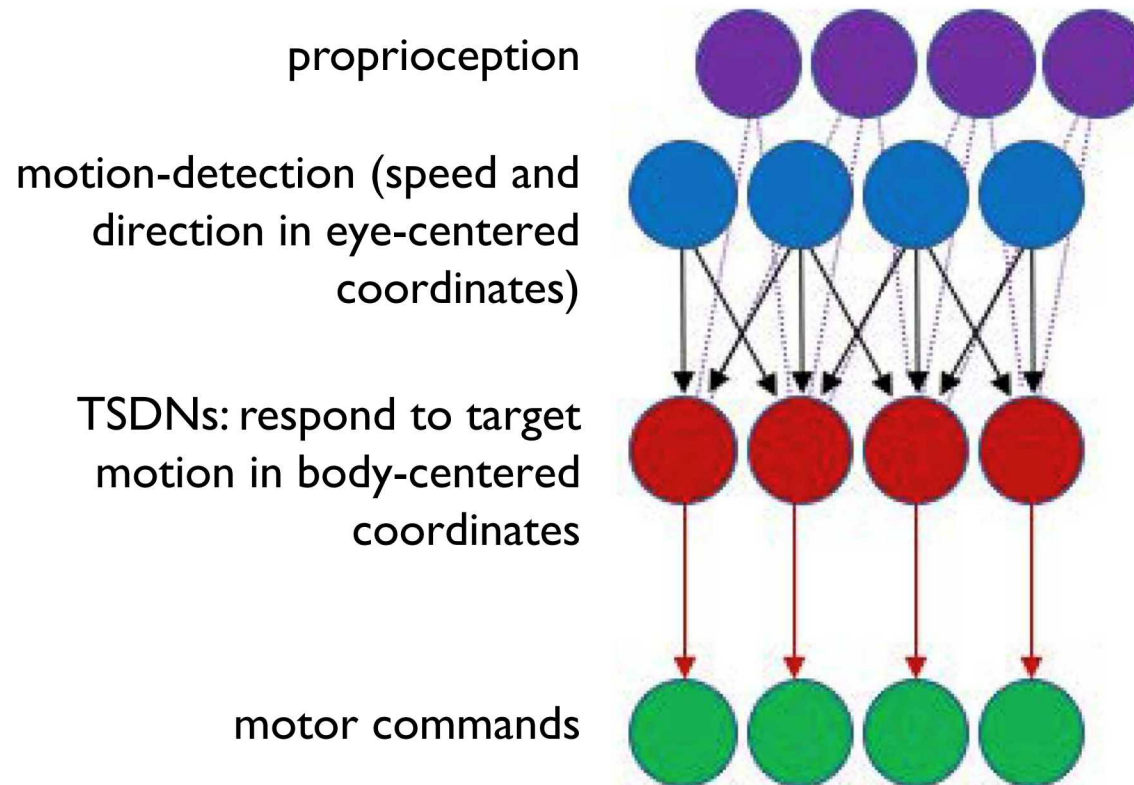 proprioception
motion-detection (speed and
direction in eye-centered
coordinates)
TSDNs: respond to target
motion in body-centered
coordinates
motor commands